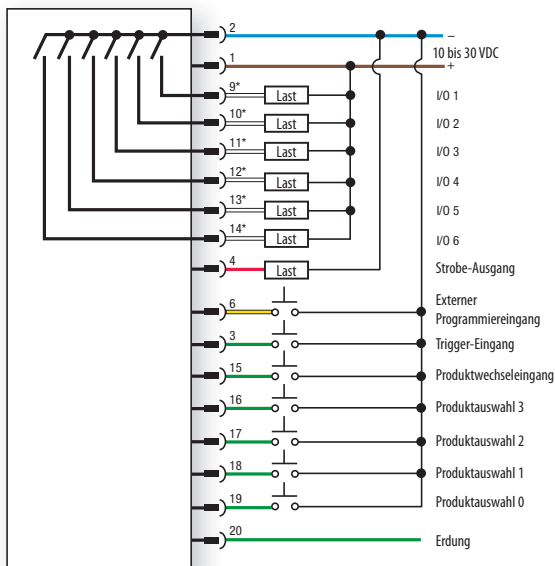 2
–
10 bis 30 VDC
1
+
9*
Last
I/O 1
10*
Last
I/O 2
11*
Last
I/O 3
12*
Last
I/O 4
13*
Last
I/O 5
14*
Last
I/O 6
4
Last
Strobe-Ausgang
6
Externer
Programmiereingang
3
Trigger-Eingang
15
Produktwechseleingang
16
Produktauswahl 3
17
Produktauswahl 2
18
Produktauswahl 1
19
Produktauswahl 0
20
Erdung